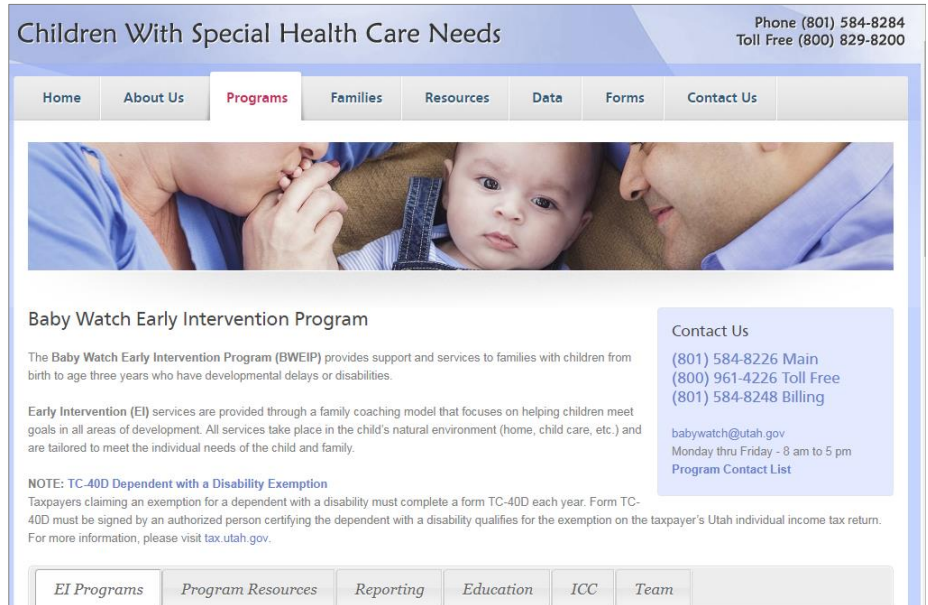 Children With Special Health Care Needs
Phone (801) 584-8284
Toll Free (800) 829-8200
Home About Us Programs Families Resources Data Forms Contact Us
Baby Watch Early Intervention Program
The Baby Watch Early Intervention Program (BWEIP) provides support and services to families with children from
birth to age three years who have developmental delays or disabilities.
Early Intervention (EI) services are provided through a family coaching model that focuses on helping children meet
goals in all areas of development. All services take place in the child's natural environment (home, child care, etc.) and
are tailored to meet the individual needs of the child and family.
Contact Us
(801) 584-8226 Main
(800) 961-4226 Toll Free
(801) 584-8248 Billing
babywatch@utah.gov
Monday thru Friday - 8 am to 5 pm
Program Contact List
NOTE: TC-40D Dependent with a Disability Exemption
Taxpayers claiming an exemption for a dependent with a disability must complete a form TC-40D each year. Form TC-
40D must be signed by an authorized person certifying the dependent with a disability qualifies for the exemption on the taxpayer's Utah individual income tax return.
For more information, please visit tax.utah.gov.
EI Programs Program Resources Reporting Education ICC Team